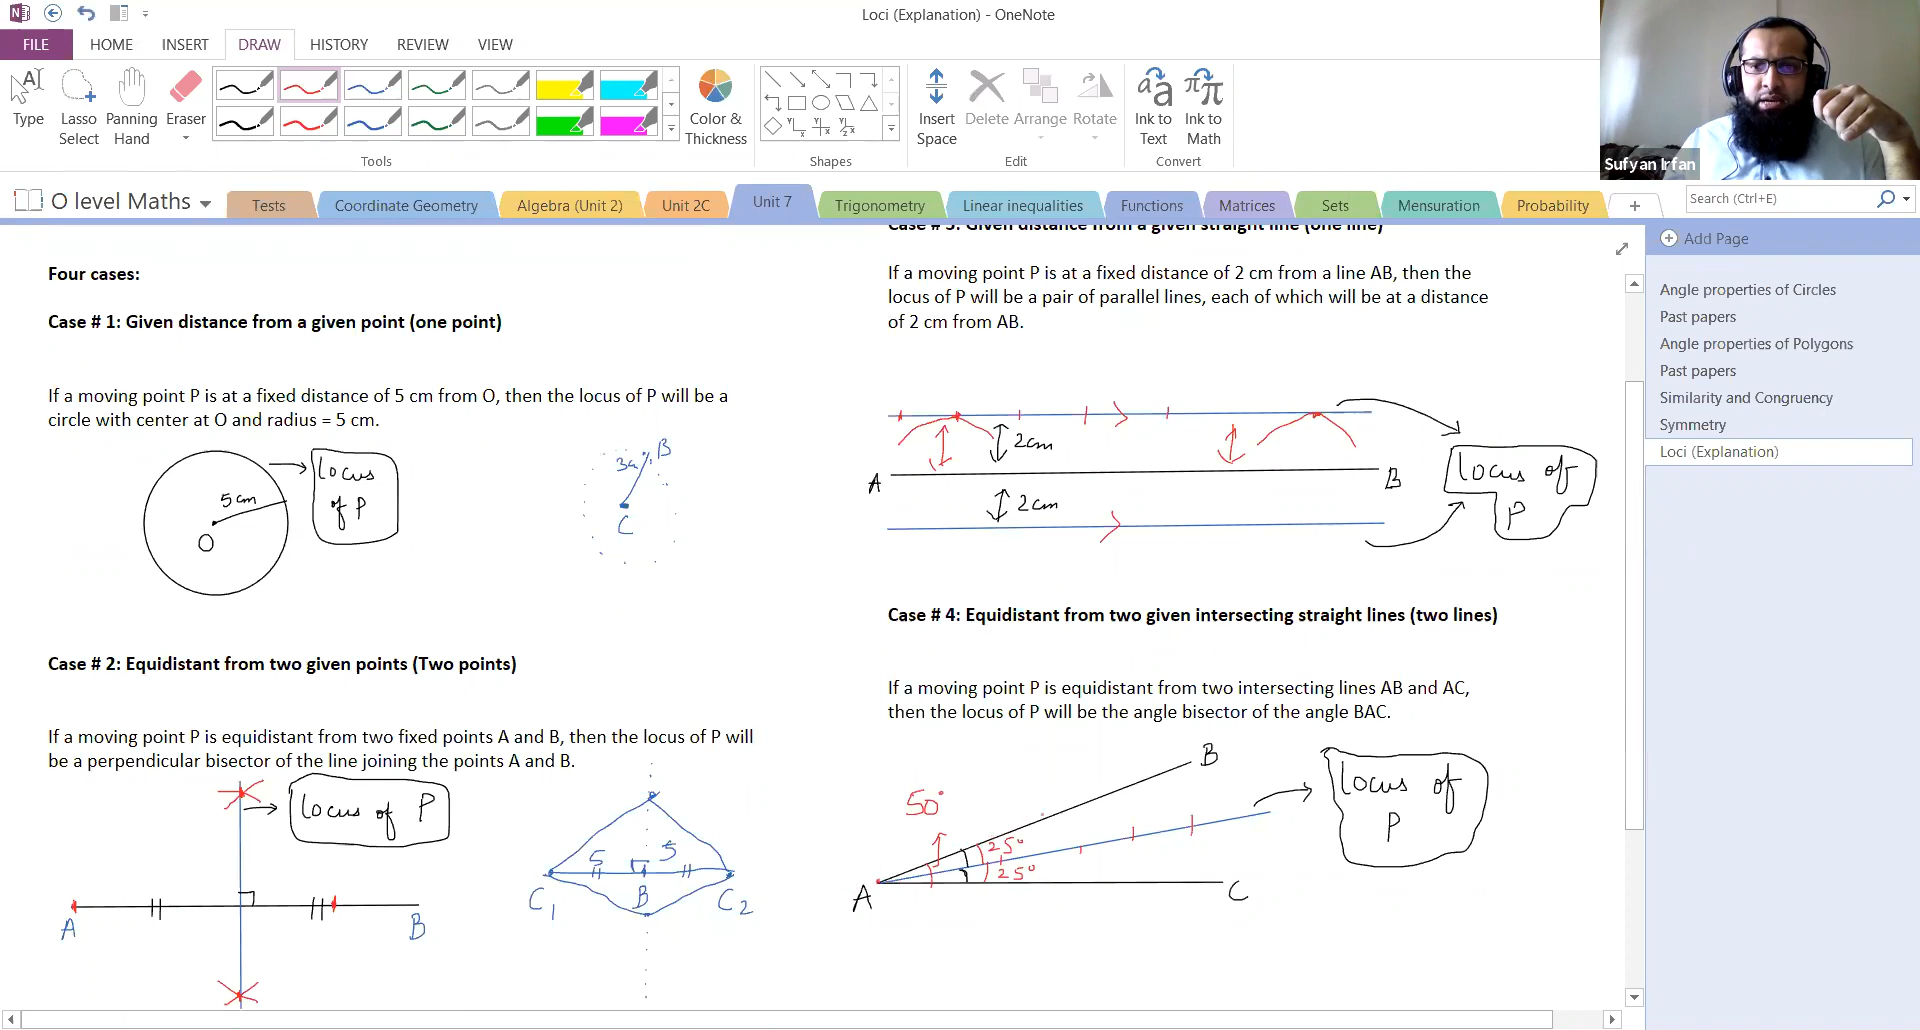 Loci (Explanation) - OneNote
FILE HOME INSERT DRAW HISTORY REVIEW VIEW
Type
Lasso Select
Panning Hand
Eraser
Color & Thickness
Insert Space
Delete
Arrange
Rotate
Ink to Text
Ink to Math
Tools
Shapes
Edit
Convert
Sufyan Irfan
O level Maths
Tests
Coordinate Geometry
Algebra (Unit 2)
Unit 2C
Unit 7
Trigonometry
Linear inequalities
Functions
Matrices
Sets
Mensuration
Probability
Search (Ctrl+E)
Add Page
Angle properties of Circles
Past papers
Angle properties of Polygons
Past papers
Similarity and Congruency
Symmetry
Loci (Explanation)
Four cases:
Case # 1: Given distance from a given point (one point)
If a moving point P is at a fixed distance of 5 cm from O, then the locus of P will be a
circle with center at O and radius = 5 cm.
5cm
O
Locus
of P
B
C
Case # 2: Equidistant from two given points (Two points)
If a moving point P is equidistant from two fixed points A and B, then the locus of P will
be a perpendicular bisector of the line joining the points A and B.
Locus of P
A
B
5 5
C1 B C2
Case # 3: Given distance from a given straight line (one line)
If a moving point P is at a fixed distance of 2 cm from a line AB, then the
locus of P will be a pair of parallel lines, each of which will be at a distance
of 2 cm from AB.
2cm
A
B
2cm
Locus of
P
Case # 4: Equidistant from two given intersecting straight lines (two lines)
If a moving point P is equidistant from two intersecting lines AB and AC,
then the locus of P will be the angle bisector of the angle BAC.
B
50°
25°
25°
A
C
Locus of
P